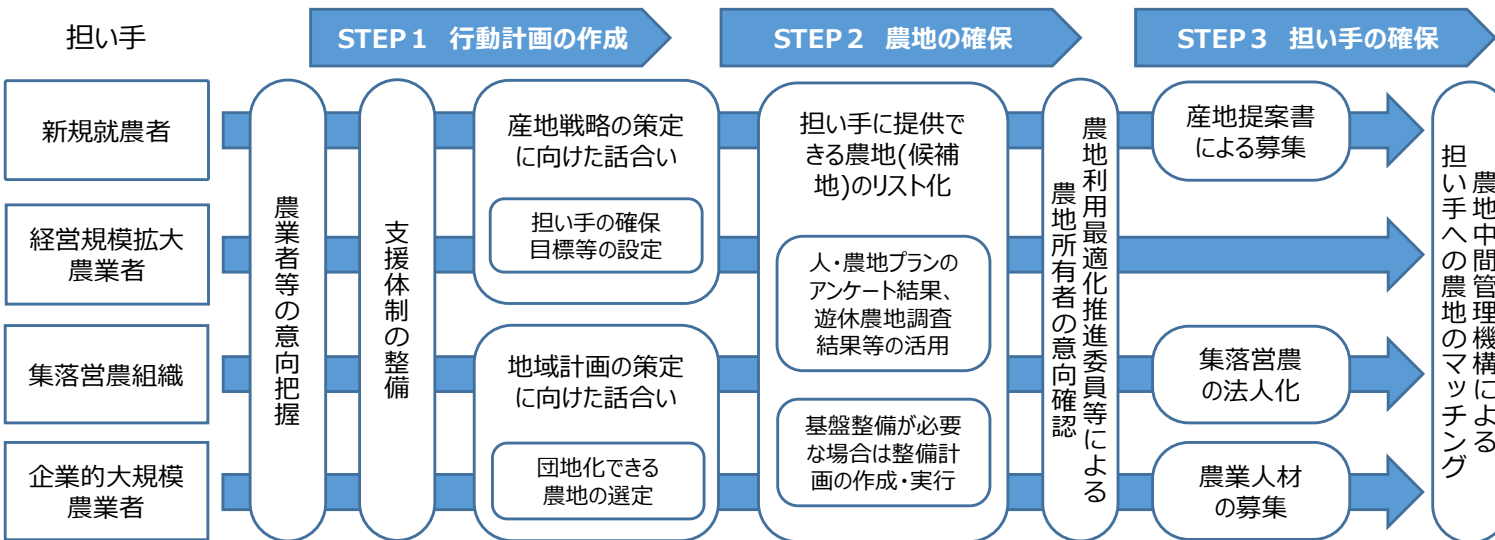 担い手
STEP１ 行動計画の作成
STEP２ 農地の確保
STEP３ 担い手の確保
新規就農者
経営規模拡大
農業者
集落営農組織
企業的大規模
農業者
農業者等の意向把握
支援体制の整備
産地戦略の策定
に向けた話合い
担い手の確保
目標等の設定
地域計画の策定
に向けた話合い
団地化できる
農地の選定
担い手に提供で
きる農地(候補
地)のリスト化
人・農地プランの
アンケート結果、
遊休農地調査
結果等の活用
基盤整備が必要
な場合は整備計
画の作成・実行
農地利用最適化推進委員等による
農地所有者の意向確認
産地提案書
による募集
集落営農
の法人化
農業人材
の募集
農地中間管理機構による
担い手への農地のマッチング